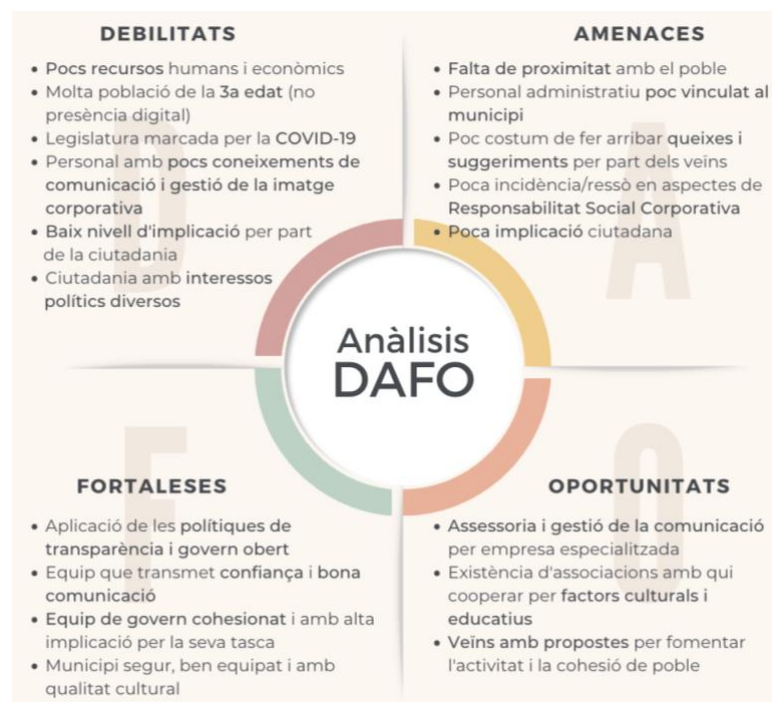 DEBILITATS
• Pocs recursos humans i econòmics
• Molta població de la 3a edat (no
presència digital)
• Legislatura marcada per la COVID-19
• Personal amb pocs coneixements de
comunicació i gestió de la imatge
corporativa
• Baix nivell d'implicació per part
de la ciutadania
• Ciutadania amb interessos
polítics diversos
D
AMENACES
• Falta de proximitat amb el poble
• Personal administratiu poc vinculat al
municipi
• Poc costum de fer arribar queixes i
suggeriments per part dels veïns
• Poca incidència/ressò en aspectes de
Responsabilitat Social Corporativa
• Poca implicació ciutadana
A
Anàlisis
DAFO
FORTALESES
• Aplicació de les polítiques de
transparència i govern obert
• Equip que transmet confiança i bona
comunicació
• Equip de govern cohesionat i amb alta
implicació per la seva tasca
• Municipi segur, ben equipat i amb
qualitat cultural
F
OPORTUNITATS
• Assessoria i gestió de la comunicació
per empresa especialitzada
• Existència d'associacions amb qui
cooperar per factors culturals i
educatius
• Veïns amb propostes per fomentar
l'activitat i la cohesió de poble
O